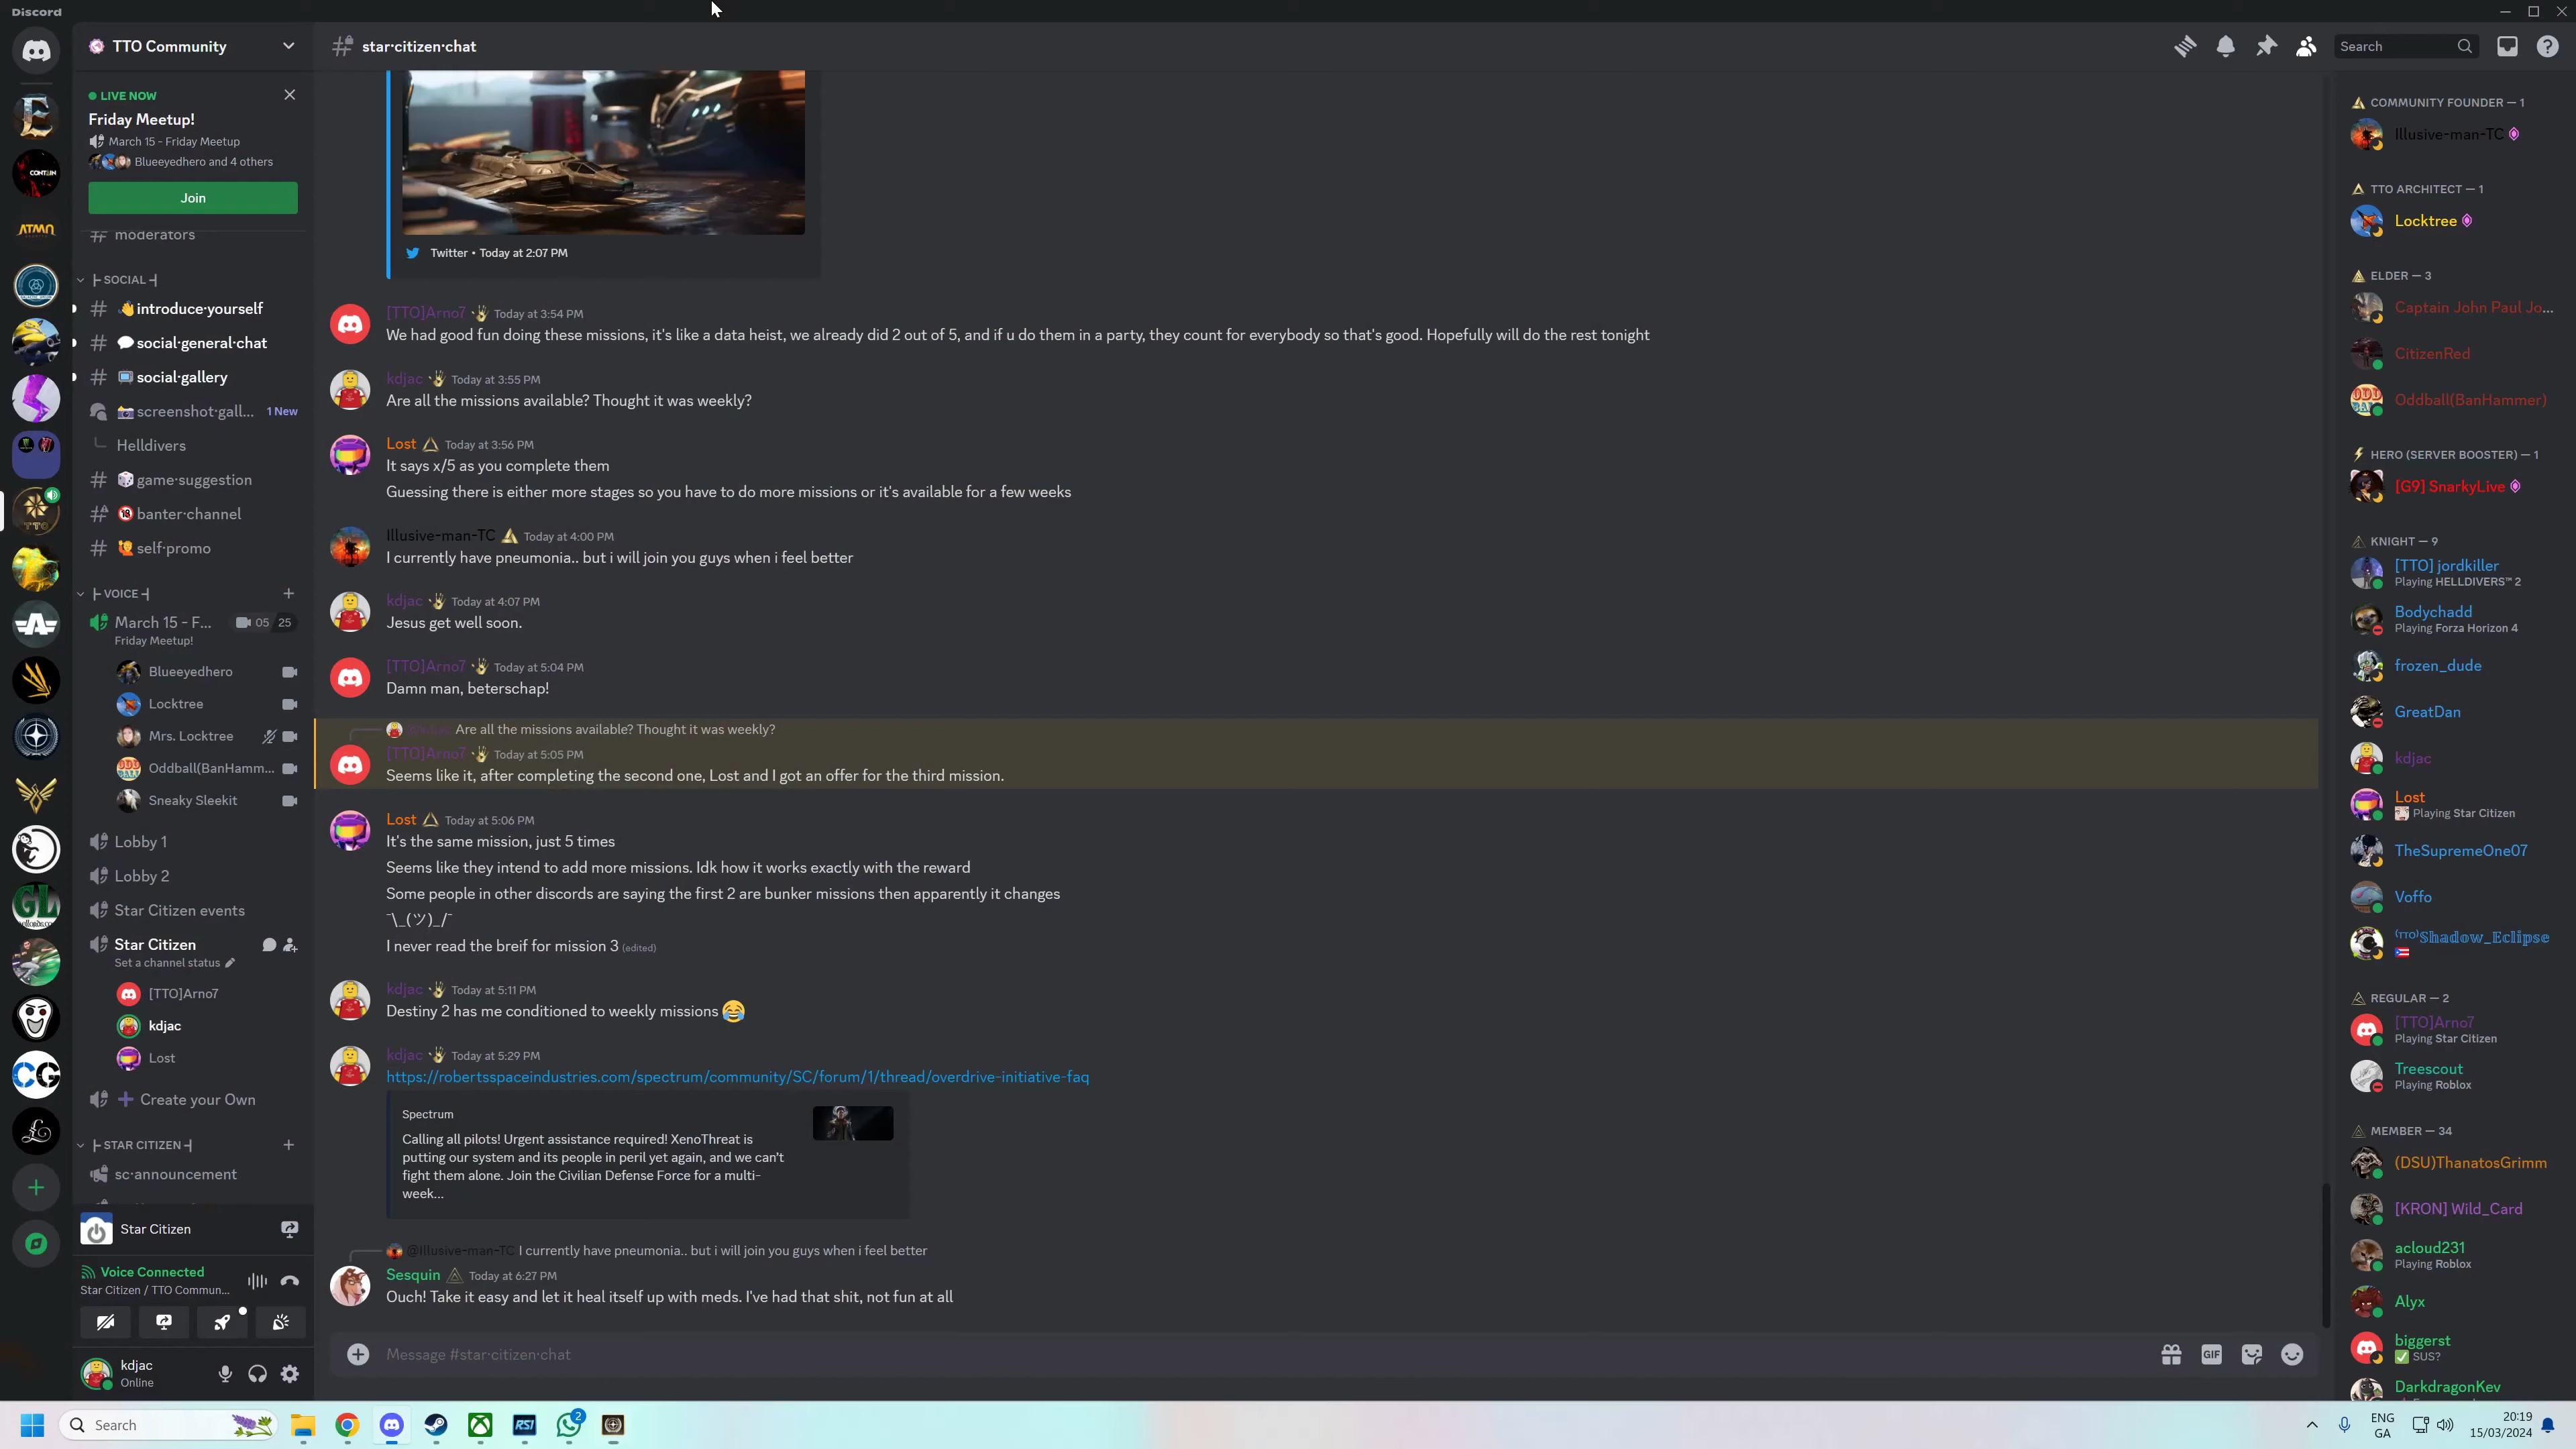 Discord
TTO Community
LIVE NOW
Friday Meetup!
March 15 - Friday Meetup
Blueeyedhero and 4 others
Join
moderators
├ SOCIAL ┤
introduce·yourself
social·general·chat
social·gallery
screenshot·gall...
1 New
Helldivers
game·suggestion
banter·channel
self·promo
├ VOICE ┤
March 15 - F...
05 25
Friday Meetup!
Blueeyedhero
Locktree
Mrs. Locktree
Oddball(BanHamm...
Sneaky Sleekit
Lobby 1
Lobby 2
Star Citizen events
Star Citizen
Set a channel status
[TTO]Arno7
kdjac
Lost
Create your Own
├ STAR CITIZEN ┤
sc·announcement
Star Citizen
Voice Connected
Star Citizen / TTO Commun...
kdjac
Online
star·citizen·chat
Search
Twitter • Today at 2:07 PM
[TTO]Arno7 Today at 3:54 PM
We had good fun doing these missions, it's like a data heist, we already did 2 out of 5, and if u do them in a party, they count for everybody so that's good. Hopefully will do the rest tonight
kdjac Today at 3:55 PM
Are all the missions available? Thought it was weekly?
Lost Today at 3:56 PM
It says x/5 as you complete them
Guessing there is either more stages so you have to do more missions or it's available for a few weeks
Illusive-man-TC Today at 4:00 PM
I currently have pneumonia.. but i will join you guys when i feel better
kdjac Today at 4:07 PM
Jesus get well soon.
[TTO]Arno7 Today at 5:04 PM
Damn man, beterschap!
Are all the missions available? Thought it was weekly?
[TTO]Arno7 Today at 5:05 PM
Seems like it, after completing the second one, Lost and I got an offer for the third mission.
Lost Today at 5:06 PM
It's the same mission, just 5 times
Seems like they intend to add more missions. Idk how it works exactly with the reward
Some people in other discords are saying the first 2 are bunker missions then apparently it changes
¯\_(ツ)_/¯
I never read the breif for mission 3 (edited)
kdjac Today at 5:11 PM
Destiny 2 has me conditioned to weekly missions 😂
kdjac Today at 5:29 PM
https://robertsspaceindustries.com/spectrum/community/SC/forum/1/thread/overdrive-initiative-faq
Spectrum
Calling all pilots! Urgent assistance required! XenoThreat is
putting our system and its people in peril yet again, and we can't
fight them alone. Join the Civilian Defense Force for a multi-
week...
@Illusive-man-TC I currently have pneumonia.. but i will join you guys when i feel better
Sesquin Today at 6:27 PM
Ouch! Take it easy and let it heal itself up with meds. I've had that shit, not fun at all
Message #star·citizen·chat
GIF
COMMUNITY FOUNDER — 1
Illusive-man-TC
TTO ARCHITECT — 1
Locktree
ELDER — 3
Captain John Paul Jo...
CitizenRed
Oddball(BanHammer)
HERO (SERVER BOOSTER) — 1
[G9] SnarkyLive
KNIGHT — 9
[TTO] jordkiller
Playing HELLDIVERS™ 2
Bodychadd
Playing Forza Horizon 4
frozen_dude
GreatDan
kdjac
Lost
Playing Star Citizen
TheSupremeOne07
Voffo
⁽ᵀᵀᴼ⁾𝕊𝕙𝕒𝕕𝕠𝕨_𝔼𝕔𝕝𝕚𝕡𝕤𝕖
REGULAR — 2
[TTO]Arno7
Playing Star Citizen
Treescout
Playing Roblox
MEMBER — 34
(DSU)ThanatosGrimm
[KRON] Wild_Card
acloud231
Playing Roblox
Alyx
biggerst
✅ SUS?
DarkdragonKev
CONTAIN
ATMN
TTO
GL
CG
Search
RSI
2
ENG
GA
20:19
15/03/2024